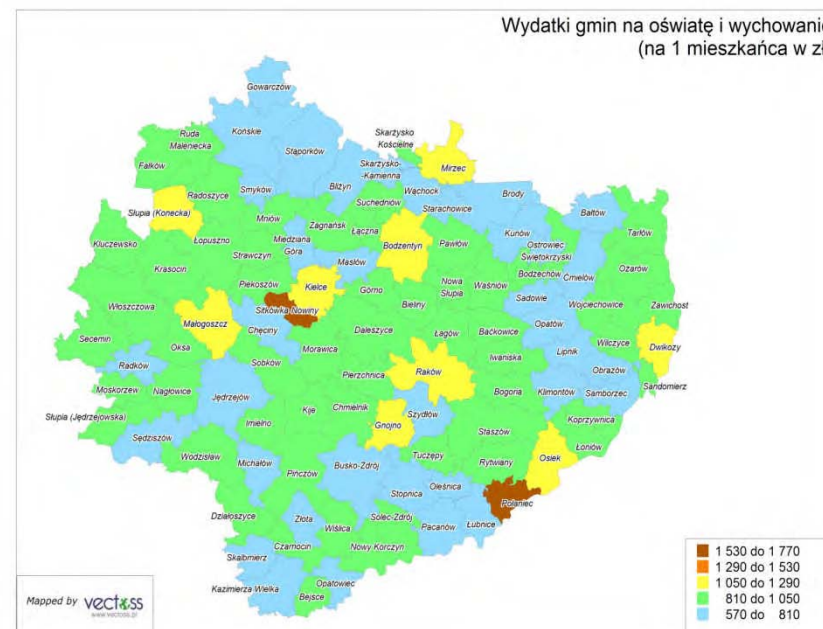 Wydatki gmin na oświatę i wychowanie
(na 1 mieszkańca w zł
Gowarczów
Końskie
Ruda
Maleniecka
Stąporków
Skarżysko
Kościelne
Fałków
Mirzec
Skarżysko-
-Kamienna
Smyków
Bliżyn
Radoszyce
Wąchock
Brody
Suchedniów
Starachowice
Bałtów
Słupia (Konecka)
Mniów
Zagnańsk
Łączna
Kunów
Tarłów
Łopuszno
Miedziana
Góra
Bodzentyn
Pawłów
Ostrowiec
Świętokrzyski
Kluczewsko
Strawczyn
Masłów
Bodzechów
Ćmielów
Ożarów
Krasocin
Piekoszów
Kielce
Górno
Nowa
Słupia
Waśniów
Sadowie
Wojciechowice
Zawichost
Włoszczowa
Małogoszcz
Sitkówka-Nowiny
Bieliny
Opatów
Chęciny
Daleszyce
Łagów
Baćkowice
Secemin
Oksa
Morawica
Lipnik
Wilczyce
Dwikozy
Radków
Sobków
Iwaniska
Obrazów
Pierzchnica
Raków
Sandomierz
Moskorzew
Nagłowice
Jędrzejów
Bogoria
Klimontów
Samborzec
Kije
Chmielnik
Szydłów
Słupia (Jędrzejowska)
Imielno
Gnojno
Koprzywnica
Staszów
Sędziszów
Wodzisław
Michałów
Busko-Zdrój
Tuczępy
Rytwiany
Osiek
Łoniów
Pińczów
Oleśnica
Stopnica
Połaniec
Działoszyce
Złota
Solec-Zdrój
Wiślica
Pacanów
Łubnice
Czarnocin
Nowy Korczyn
Skalbmierz
Opatowiec
Kazimierza Wielka
Bejsce
1 530 do 1 770
1 290 do 1 530
1 050 do 1 290
810 do 1 050
570 do 810
Mapped by vectoss
www.vectoss.pl